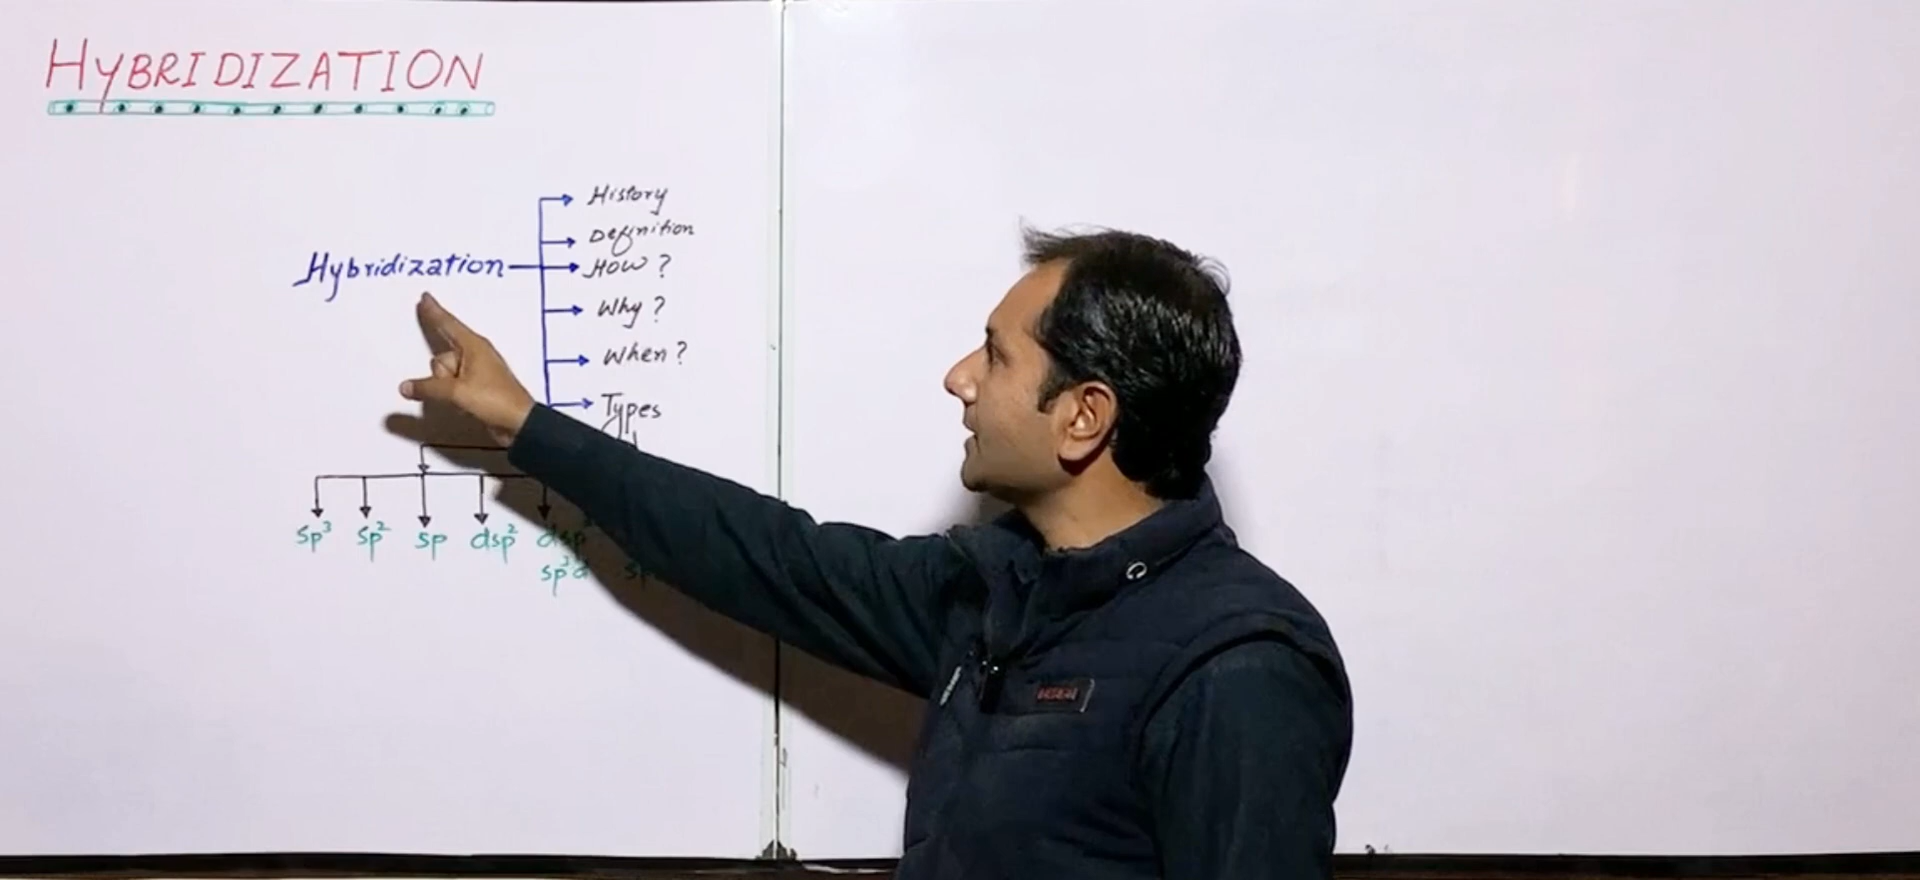 HYBRIDIZATION
History
Definition
Hybridization
How ?
Why ?
When ?
Types
sp³ sp² sp dsp²
sp³d